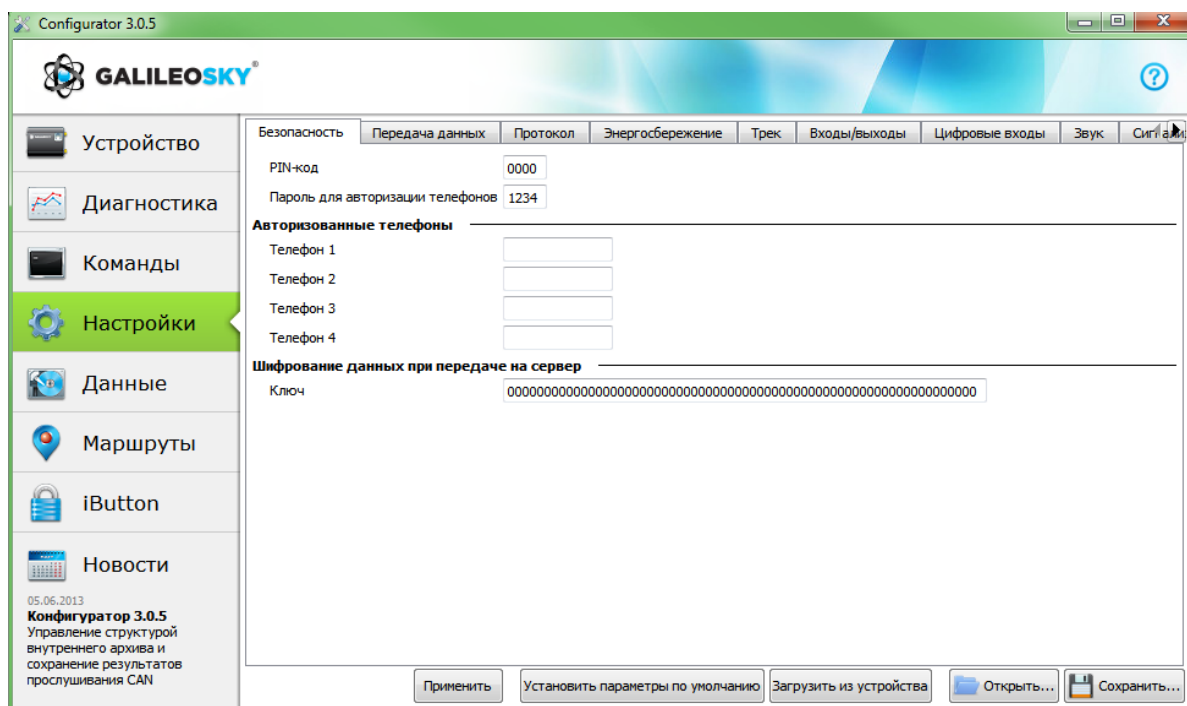 Configurator 3.0.5
GALILEOSKY®
?
Устройство
Диагностика
Команды
Настройки
Данные
Маршруты
iButton
Новости
05.06.2013
Конфигуратор 3.0.5
Управление структурой
внутреннего архива и
сохранение результатов
прослушивания CAN
Безопасность Передача данных Протокол Энергосбережение Трек Входы/выходы Цифровые входы Звук
PIN-код 0000
Пароль для авторизации телефонов 1234
Авторизованные телефоны
Телефон 1
Телефон 2
Телефон 3
Телефон 4
Шифрование данных при передаче на сервер
Ключ 0000000000000000000000000000000000000000000000000000000000000000
Применить Установить параметры по умолчанию Загрузить из устройства Открыть... Сохранить...